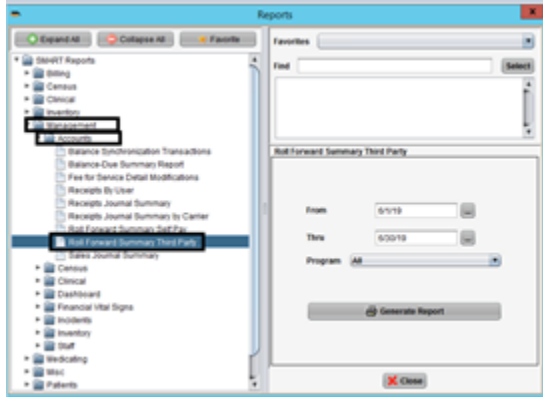 Reports
Expand All Collapse All Favorite
SMART Reports
Billing
Census
Clinical
Inventory
Management
Accounts
Balance Synchronization Transactions
Balance-Due Summary Report
Fee for Service Detail Modifications
Receipts By User
Receipts Journal Summary
Receipts Journal Summary by Carrier
Roll Forward Summary Self Pay
Roll Forward Summary Third Party
Sales Journal Summary
Census
Clinical
Dashboard
Financial Vital Signs
Incidents
Inventory
Staff
Medicating
Misc
Patients
Favorites
Find Select
Roll Forward Summary Third Party
From 6/1/19 ...
Thru 6/30/19 ...
Program All
Generate Report
Close